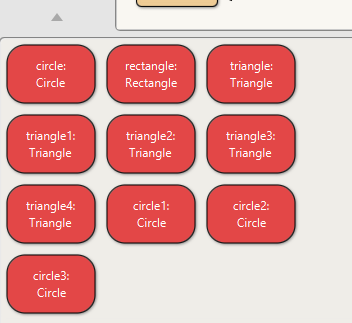 circle:
Circle
rectangle:
Rectangle
triangle:
Triangle
triangle1:
Triangle
triangle2:
Triangle
triangle3:
Triangle
triangle4:
Triangle
circle1:
Circle
circle2:
Circle
circle3:
Circle